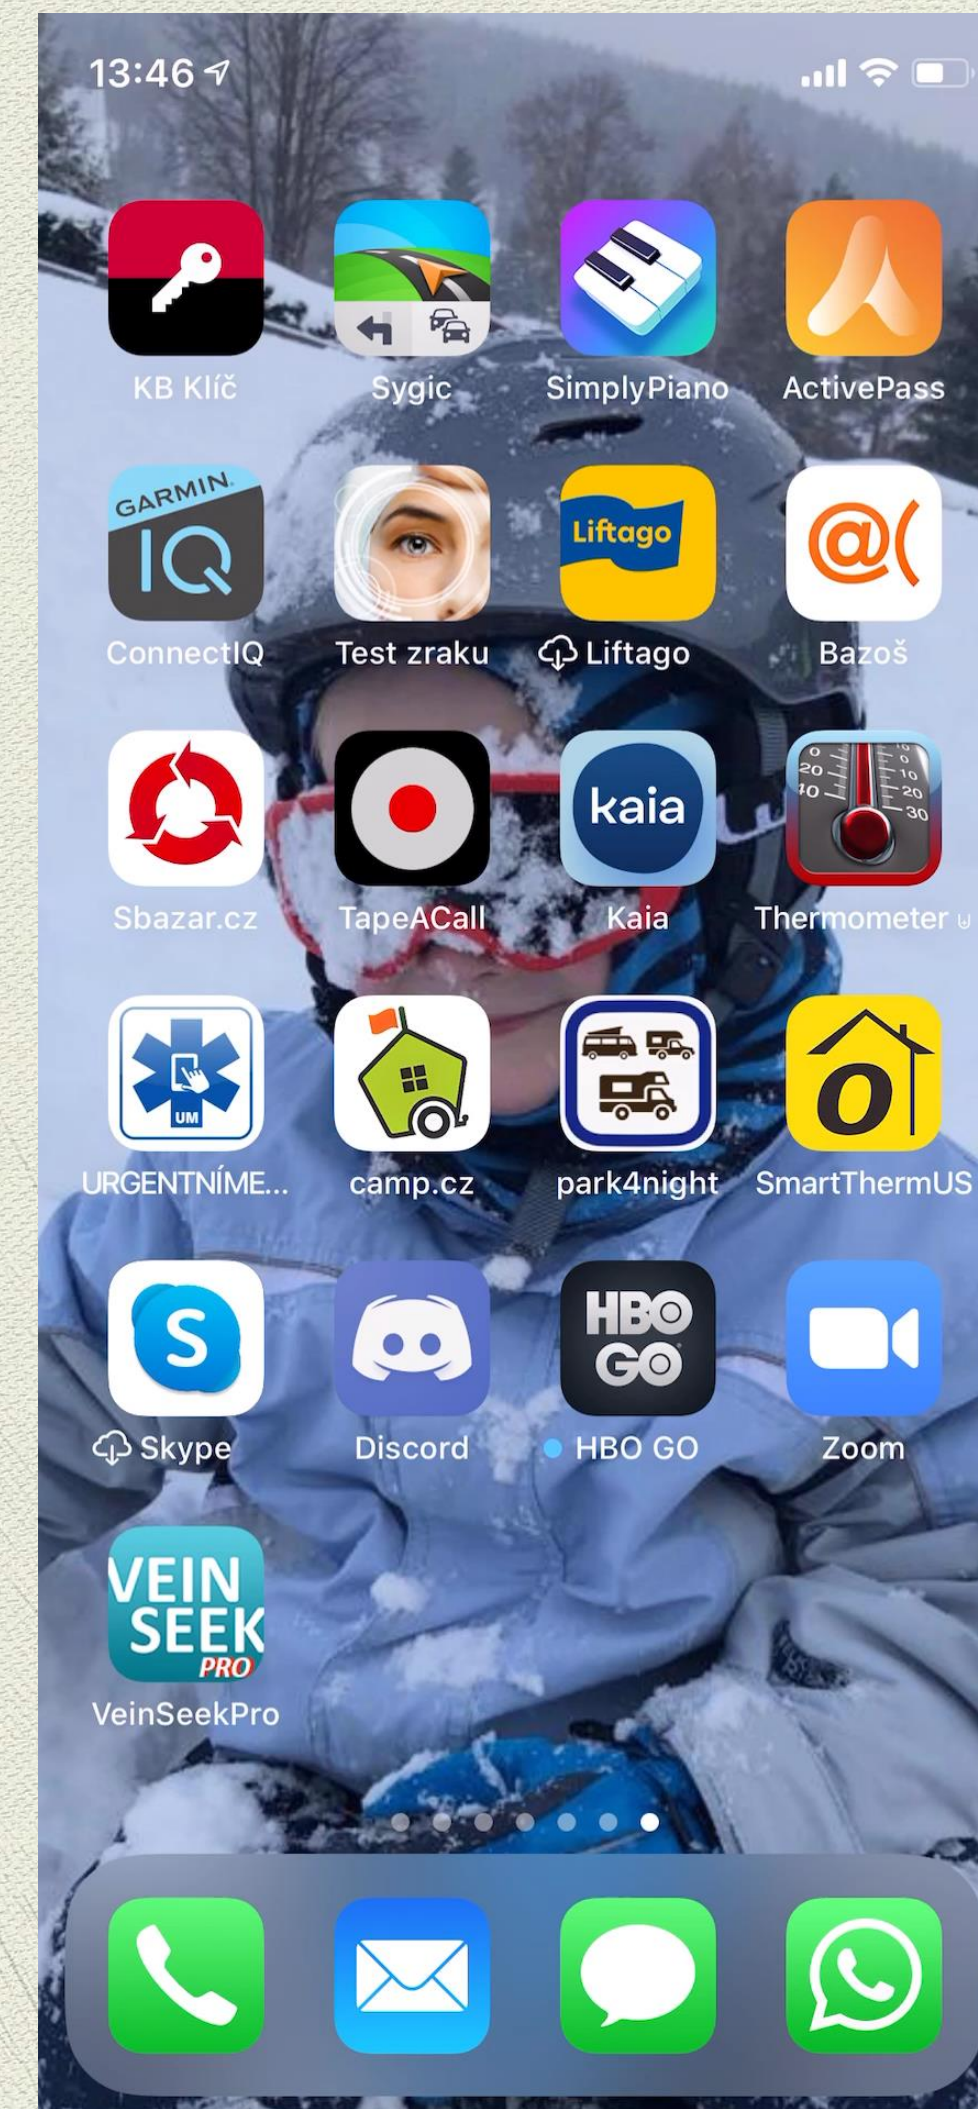 13:46
KB Klíč
Sygic
SimplyPiano
ActivePass
GARMIN.
IQ
Liftago
@(
ConnectIQ
Test zraku
Liftago
Bazoš
kaia
0
20
40
0
10
20
30
Sbazar.cz
TapeACall
Kaia
Thermometer
UM
o
URGENTNÍME...
camp.cz
park4night
SmartThermUS
S
HBO
GO
Skype
Discord
HBO GO
Zoom
VEIN
SEEK
PRO
VeinSeekPro